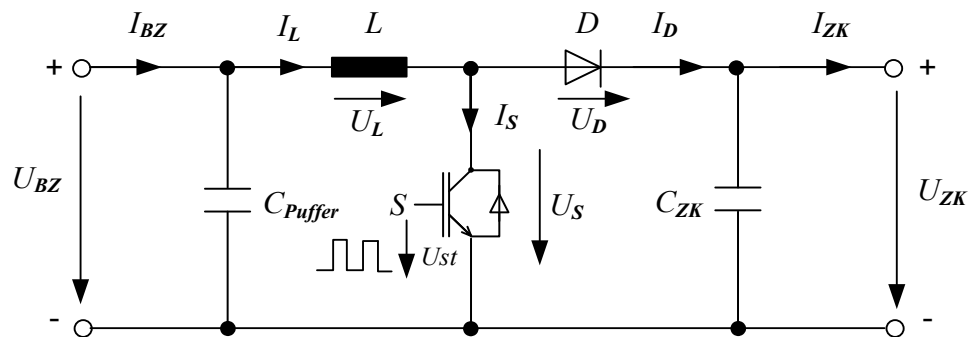 I_BZ I_L L D I_D I_ZK
+ +
U_L I_S U_D
U_BZ C_Puffer S U_S C_ZK U_ZK
Ust
- -